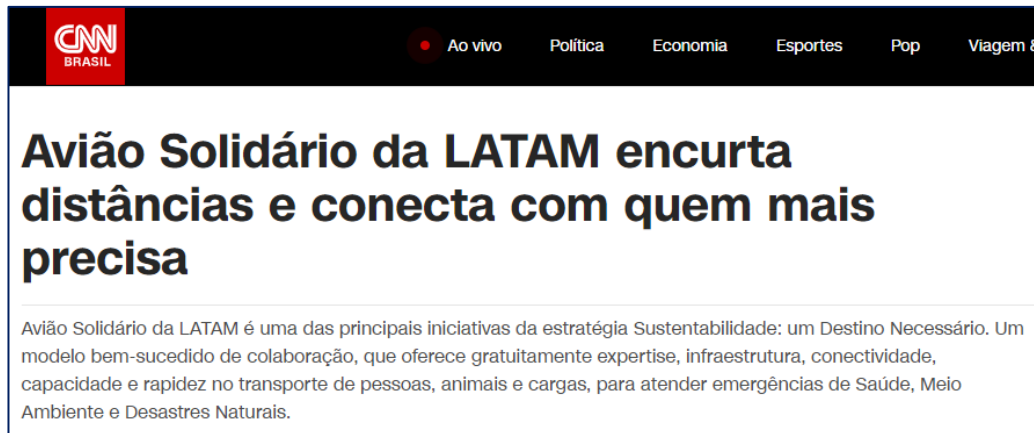 CNN
BRASIL
Ao vivo Política Economia Esportes Pop Viagem &
Avião Solidário da LATAM encurta
distâncias e conecta com quem mais
precisa
Avião Solidário da LATAM é uma das principais iniciativas da estratégia Sustentabilidade: um Destino Necessário. Um
modelo bem-sucedido de colaboração, que oferece gratuitamente expertise, infraestrutura, conectividade,
capacidade e rapidez no transporte de pessoas, animais e cargas, para atender emergências de Saúde, Meio
Ambiente e Desastres Naturais.